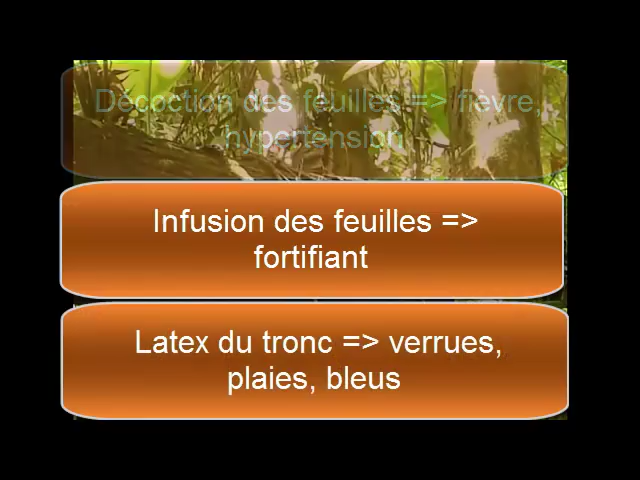 Décoction des feuilles => fièvre,
hypertension
Infusion des feuilles =>
fortifiant
Latex du tronc => verrues,
plaies, bleus